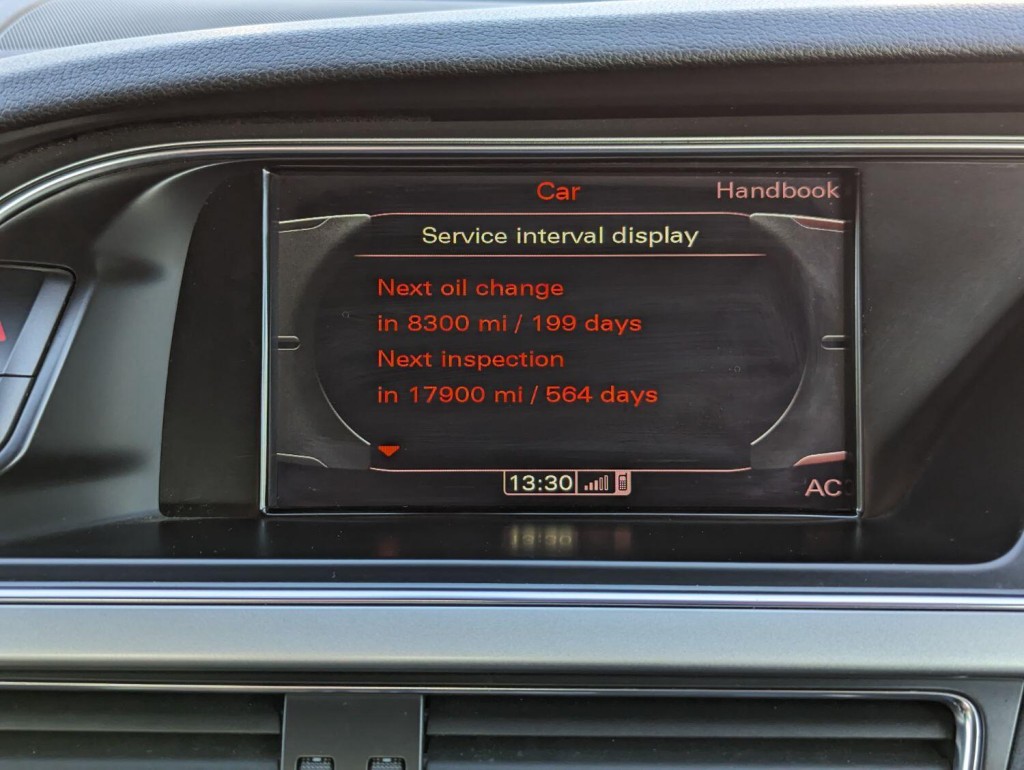 Car
Handbook
Service interval display
Next oil change
in 8300 mi / 199 days
Next inspection
in 17900 mi / 564 days
13:30
AC